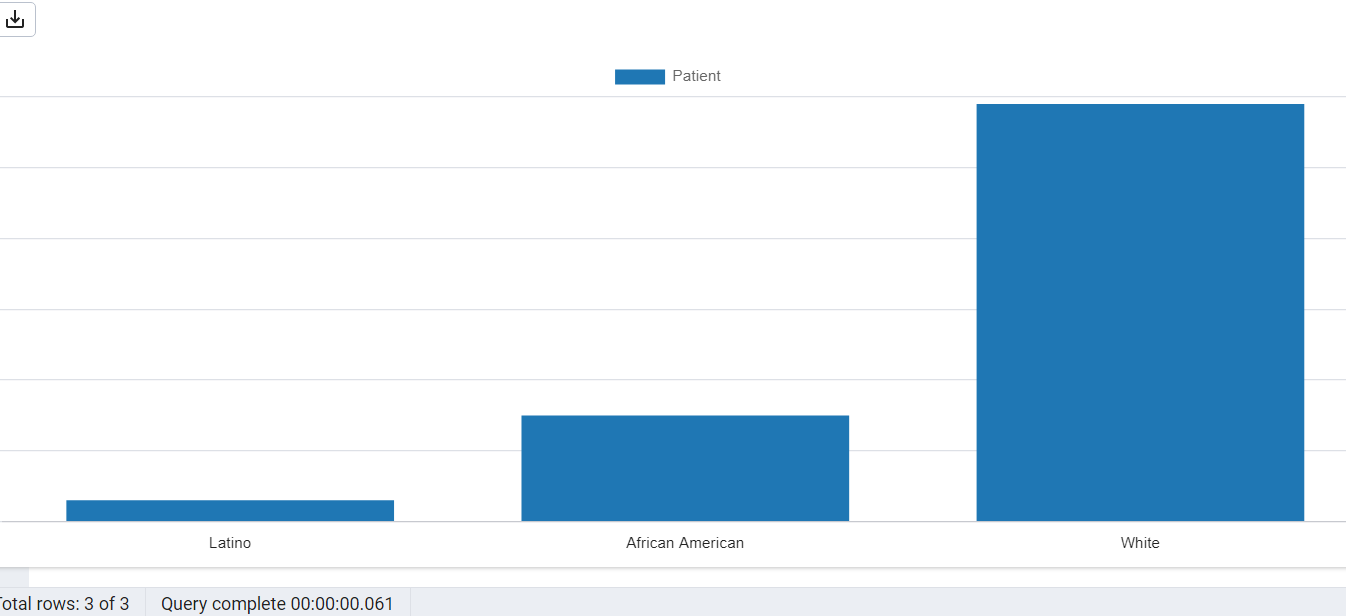 Patient
Latino
African American
White
Total rows: 3 of 3
Query complete 00:00:00.061